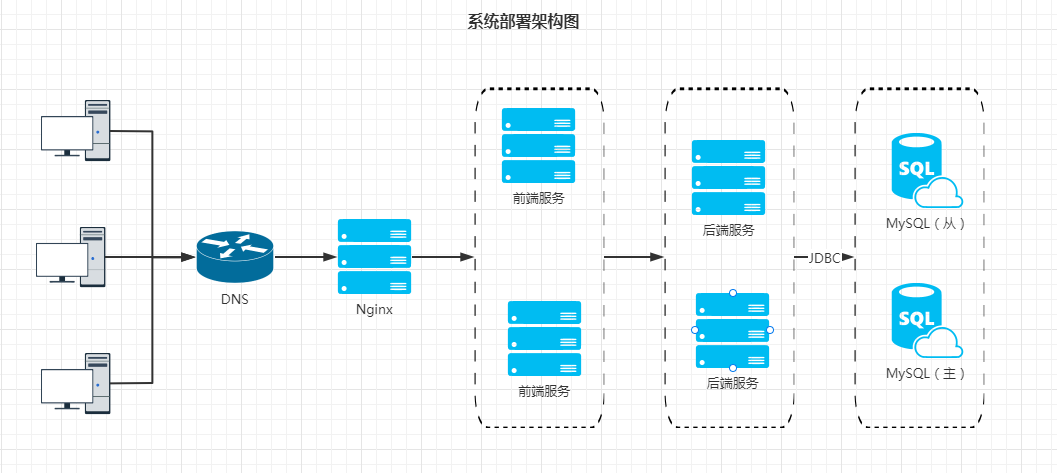 系统部署架构图
DNS
Nginx
前端服务
前端服务
后端服务
后端服务
JDBC
SQL
MySQL（从）
SQL
MySQL（主）